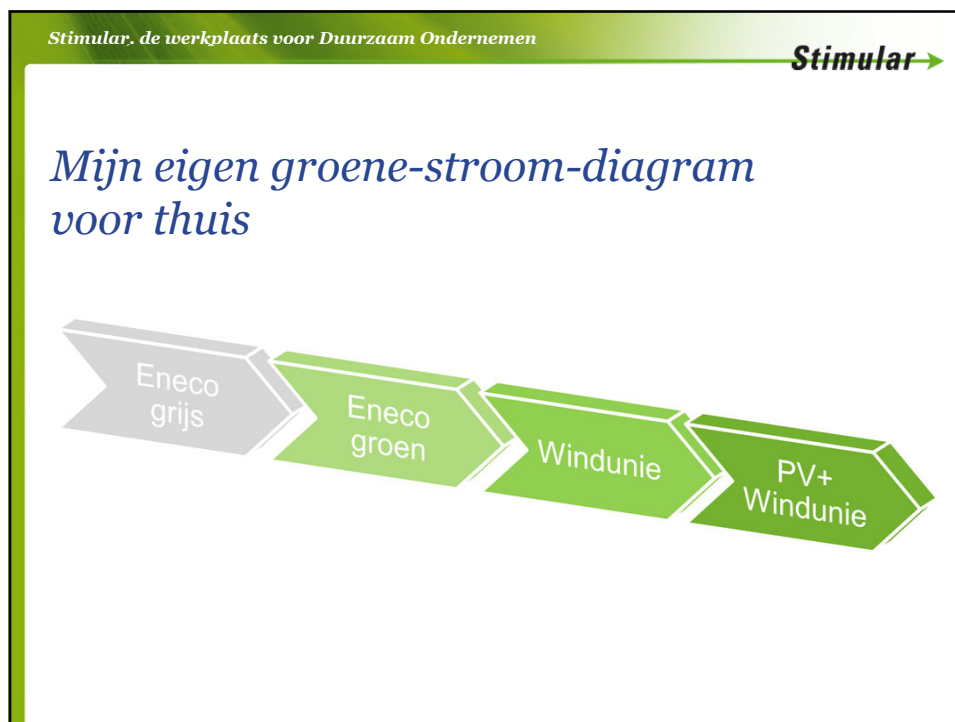 Stimular, de werkplaats voor Duurzaam Ondernemen
Stimular
Mijn eigen groene-stroom-diagram
voor thuis
Eneco
grijs
Eneco
groen
Windunie
PV+
Windunie